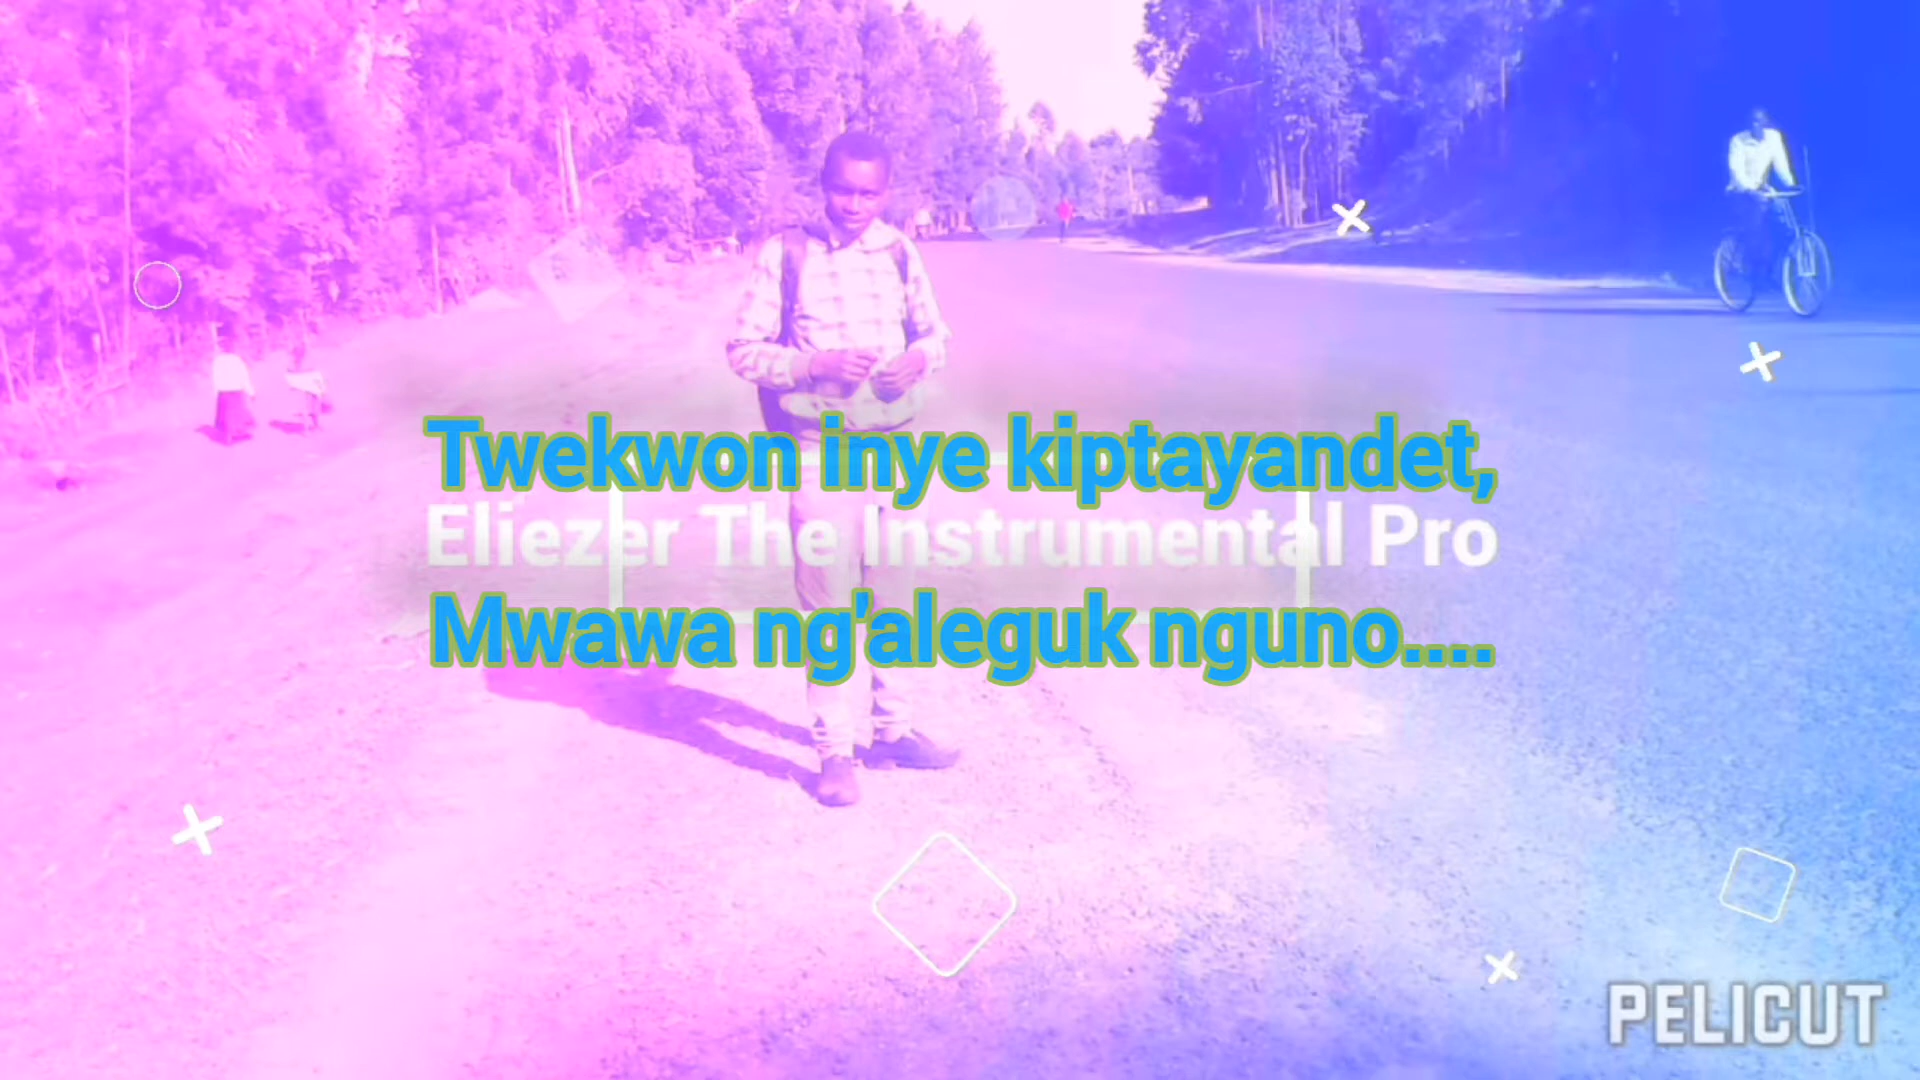 Twekwon inye kiptayandet,
Eliezer The Instrumental Pro
Mwawa ng'aleguk nguno....
PELICUT